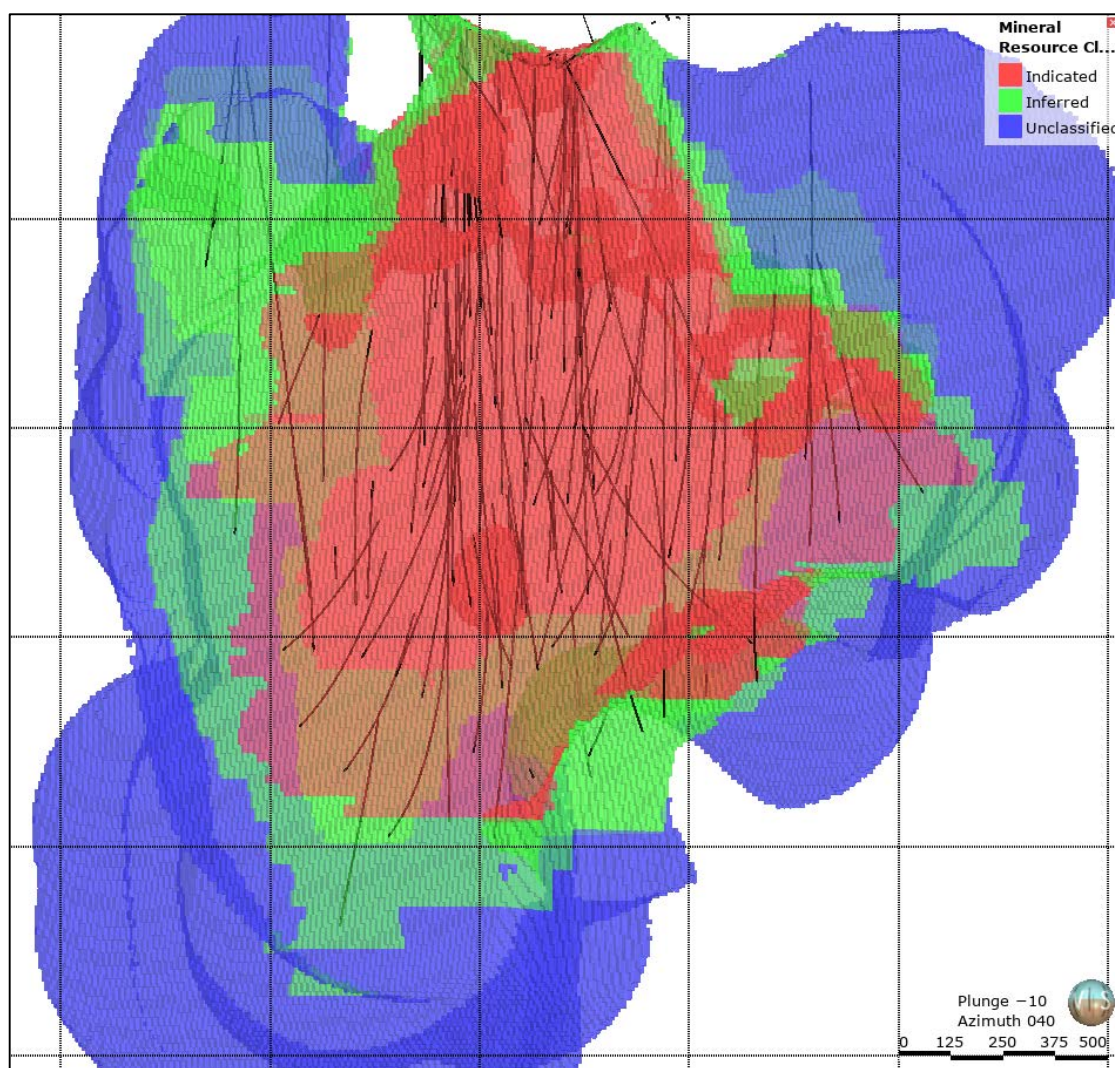 Mineral
Resource Cl...
Indicated
Inferred
Unclassified
Plunge −10
Azimuth 040
0 125 250 375 500